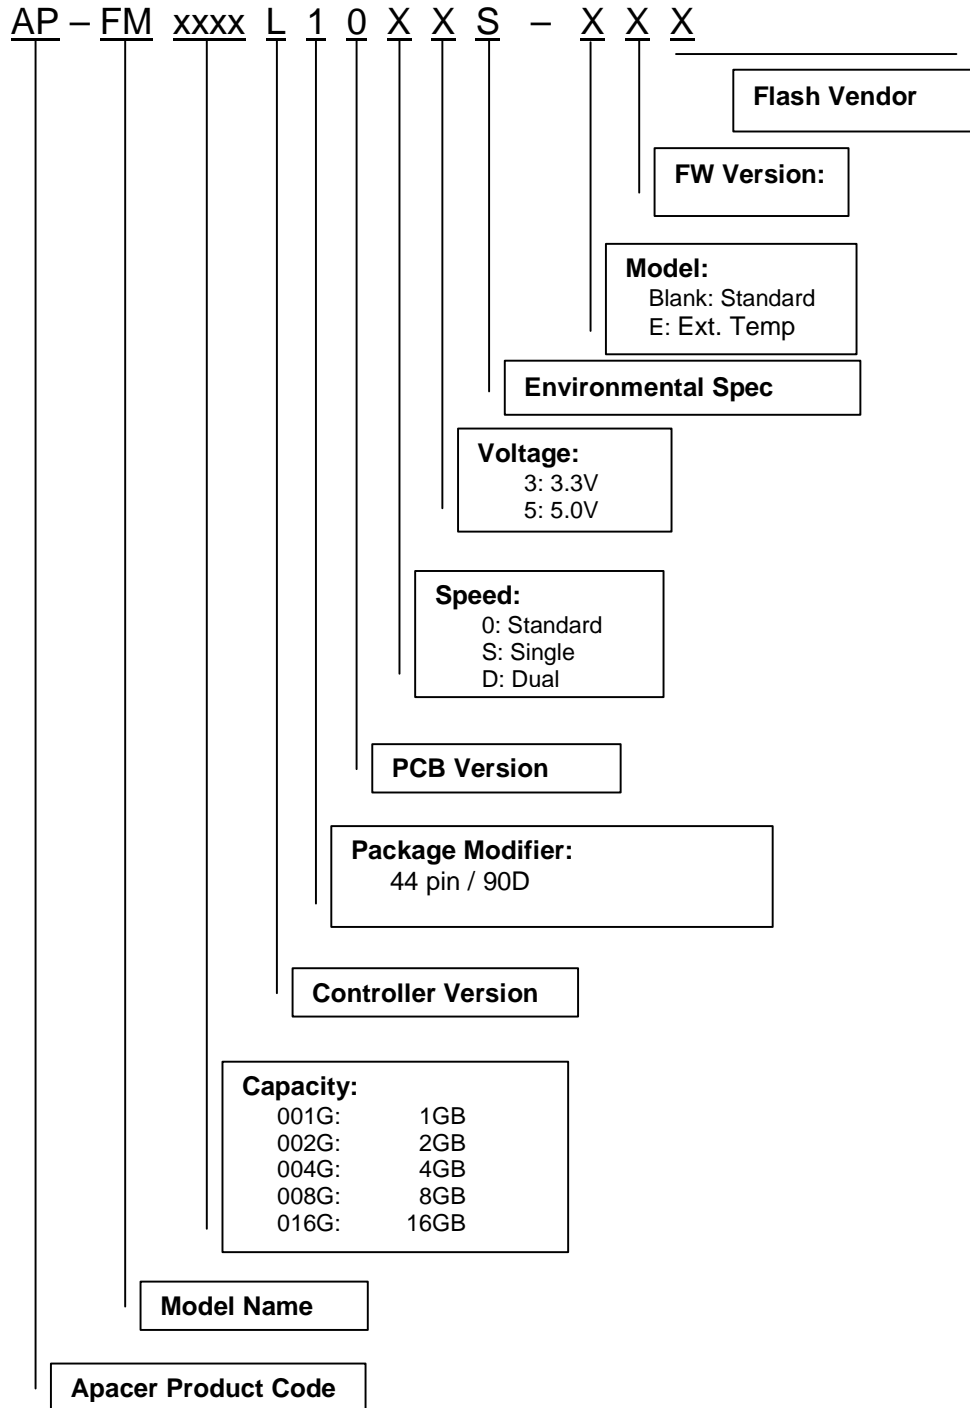 AP – FM xxxx L 1 0 X X S – X X X
Flash Vendor
FW Version:
Model:
Blank: Standard
E: Ext. Temp
Environmental Spec
Voltage:
3: 3.3V
5: 5.0V
Speed:
0: Standard
S: Single
D: Dual
PCB Version
Package Modifier:
44 pin / 90D
Controller Version
Capacity:
001G: 1GB
002G: 2GB
004G: 4GB
008G: 8GB
016G: 16GB
Model Name
Apacer Product Code